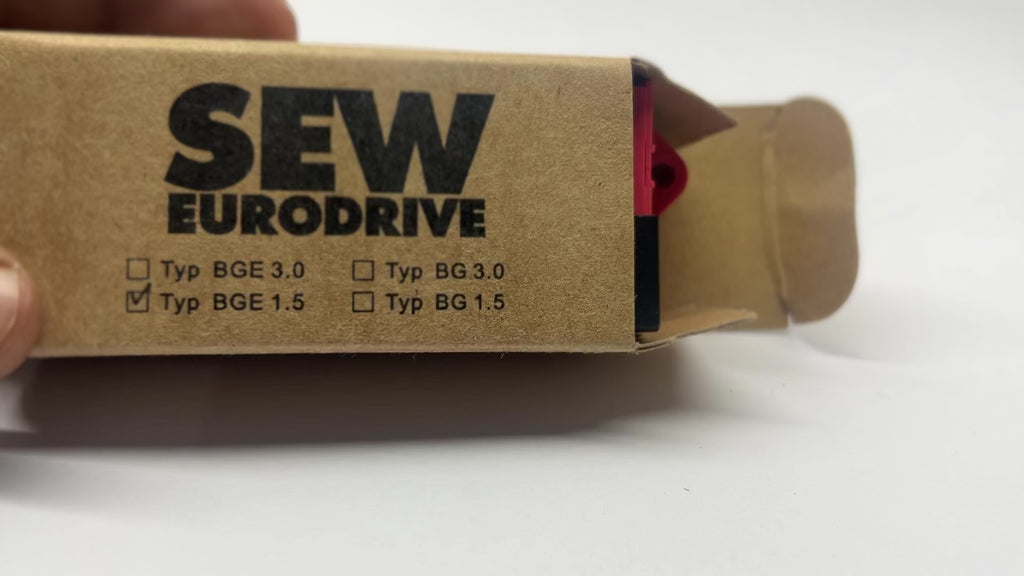 SEW
EURODRIVE
☐ Typ BGE 3.0 ☐ Typ BG 3.0
☑ Typ BGE 1.5 ☐ Typ BG 1.5